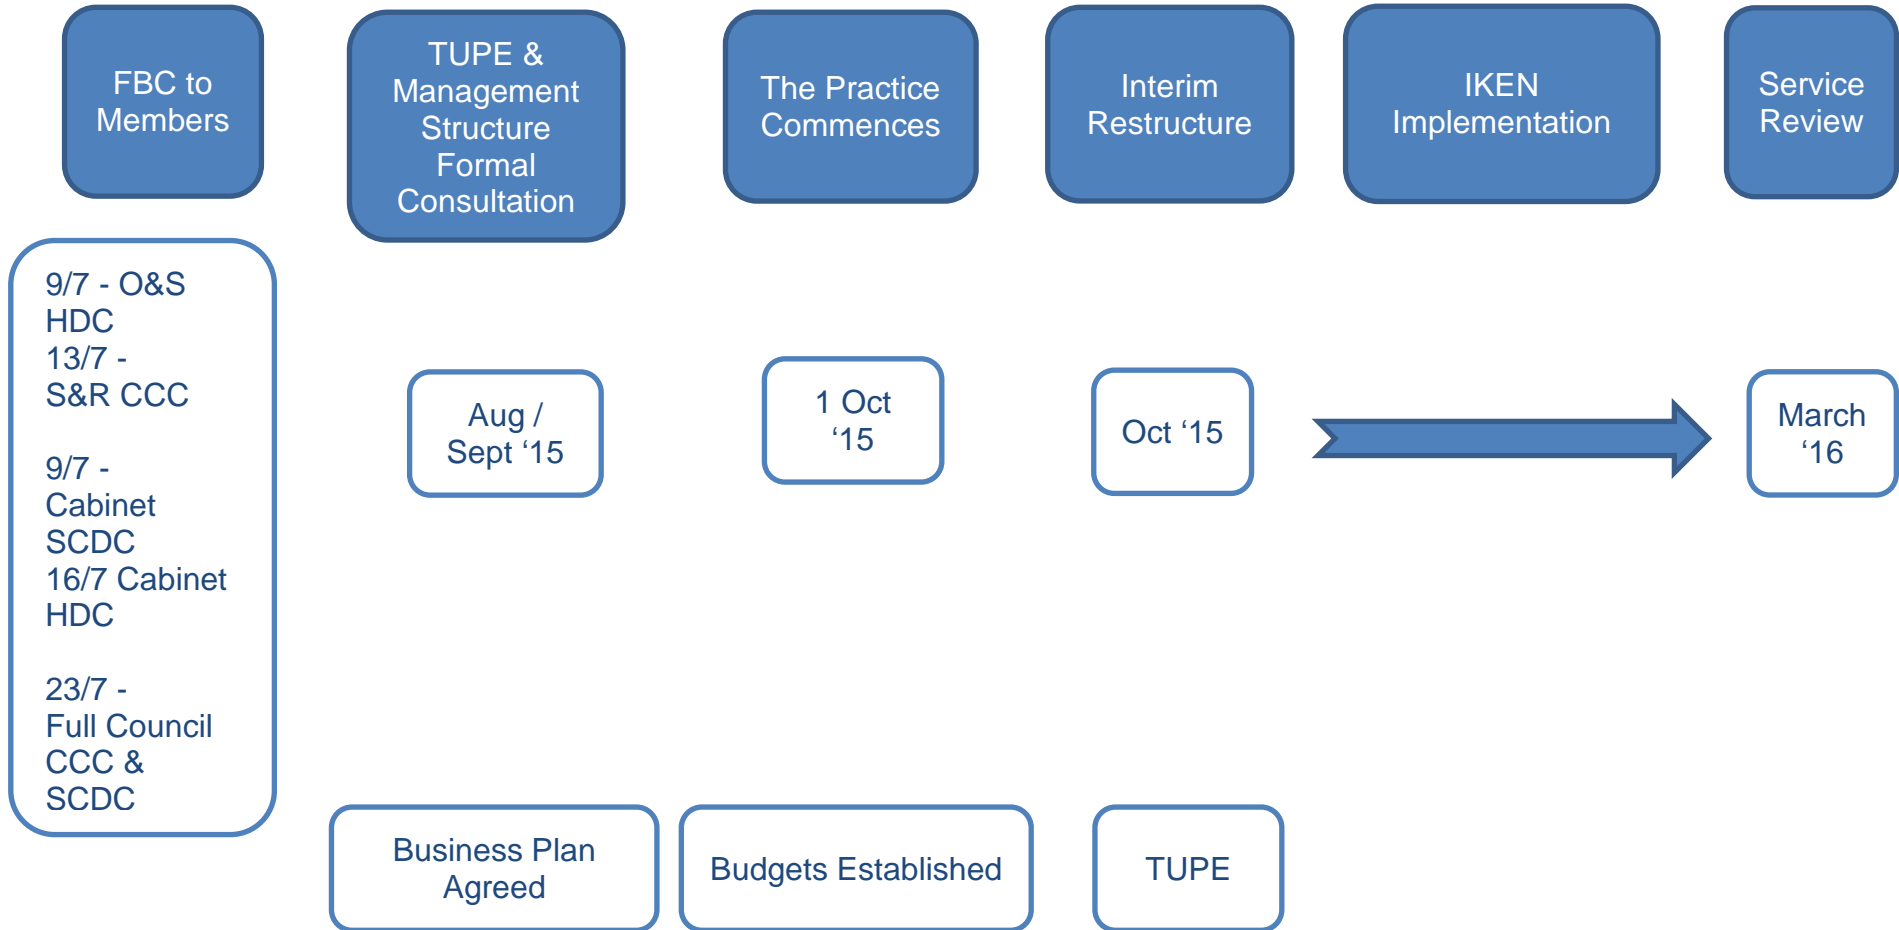 FBC to
Members
TUPE &
Management
Structure
Formal
Consultation
The Practice
Commences
Interim
Restructure
IKEN
Implementation
Service
Review
9/7 - O&S
HDC
13/7 -
S&R CCC
9/7 -
Cabinet
SCDC
16/7 Cabinet
HDC
23/7 -
Full Council
CCC &
SCDC
Aug /
Sept ‘15
1 Oct
‘15
Oct ‘15
March
‘16
Business Plan
Agreed
Budgets Established
TUPE